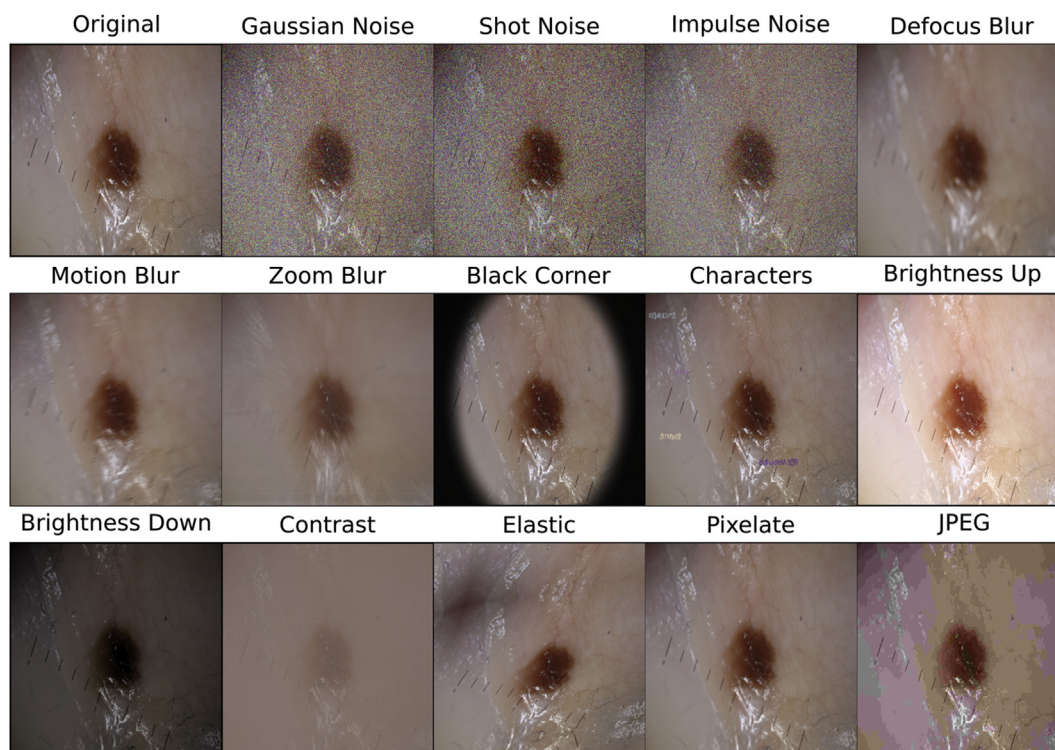 Original
Gaussian Noise
Shot Noise
Impulse Noise
Defocus Blur
Motion Blur
Zoom Blur
Black Corner
Characters
Brightness Up
Brightness Down
Contrast
Elastic
Pixelate
JPEG